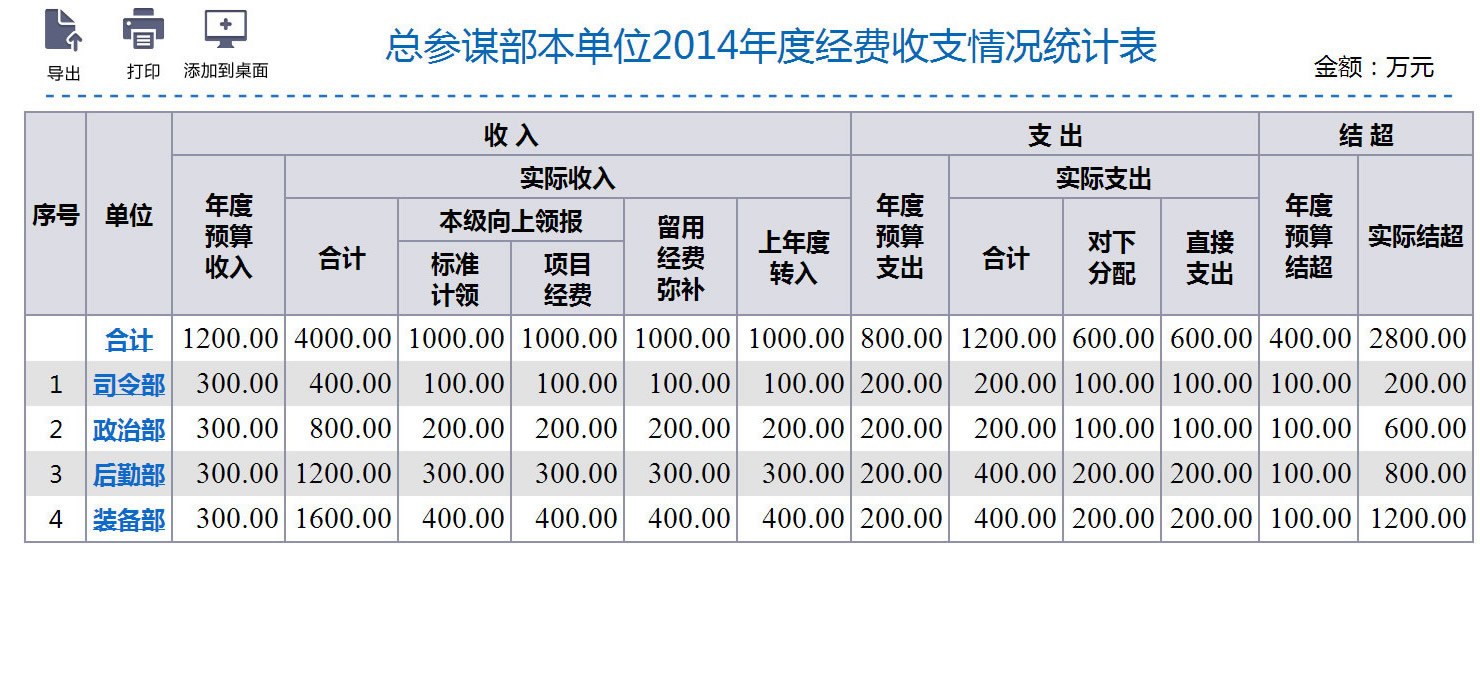 总参谋部本单位2014年度经费收支情况统计表
导出 打印 添加到桌面
金额：万元
收入 支出 结超
序号 单位 年度预算收入 实际收入 年度预算支出 实际支出 年度预算结超 实际结超
合计 本级向上领报 留用经费弥补 上年度转入 合计 对下分配 直接支出
标准计领 项目经费
合计 1200.00 4000.00 1000.00 1000.00 1000.00 1000.00 800.00 1200.00 600.00 600.00 400.00 2800.00
1 司令部 300.00 400.00 100.00 100.00 100.00 100.00 200.00 200.00 100.00 100.00 100.00 200.00
2 政治部 300.00 800.00 200.00 200.00 200.00 200.00 200.00 200.00 100.00 100.00 100.00 600.00
3 后勤部 300.00 1200.00 300.00 300.00 300.00 300.00 200.00 400.00 200.00 200.00 100.00 800.00
4 装备部 300.00 1600.00 400.00 400.00 400.00 400.00 200.00 400.00 200.00 200.00 100.00 1200.00